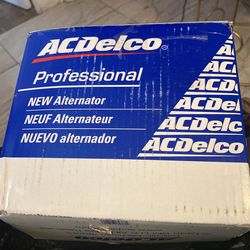 ACDelco
Professional
NEW Alternator
NEUF Alternateur
NUEVO alternador
ACDelco
ACDelco
ACDelco
ACDelco
ACDelco